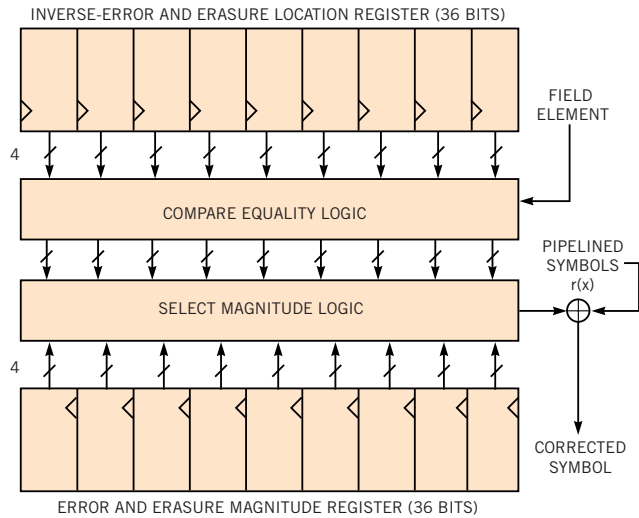 INVERSE-ERROR AND ERASURE LOCATION REGISTER (36 BITS)
FIELD
ELEMENT
4
COMPARE EQUALITY LOGIC
PIPELINED
SYMBOLS
r(x)
SELECT MAGNITUDE LOGIC
4
CORRECTED
SYMBOL
ERROR AND ERASURE MAGNITUDE REGISTER (36 BITS)